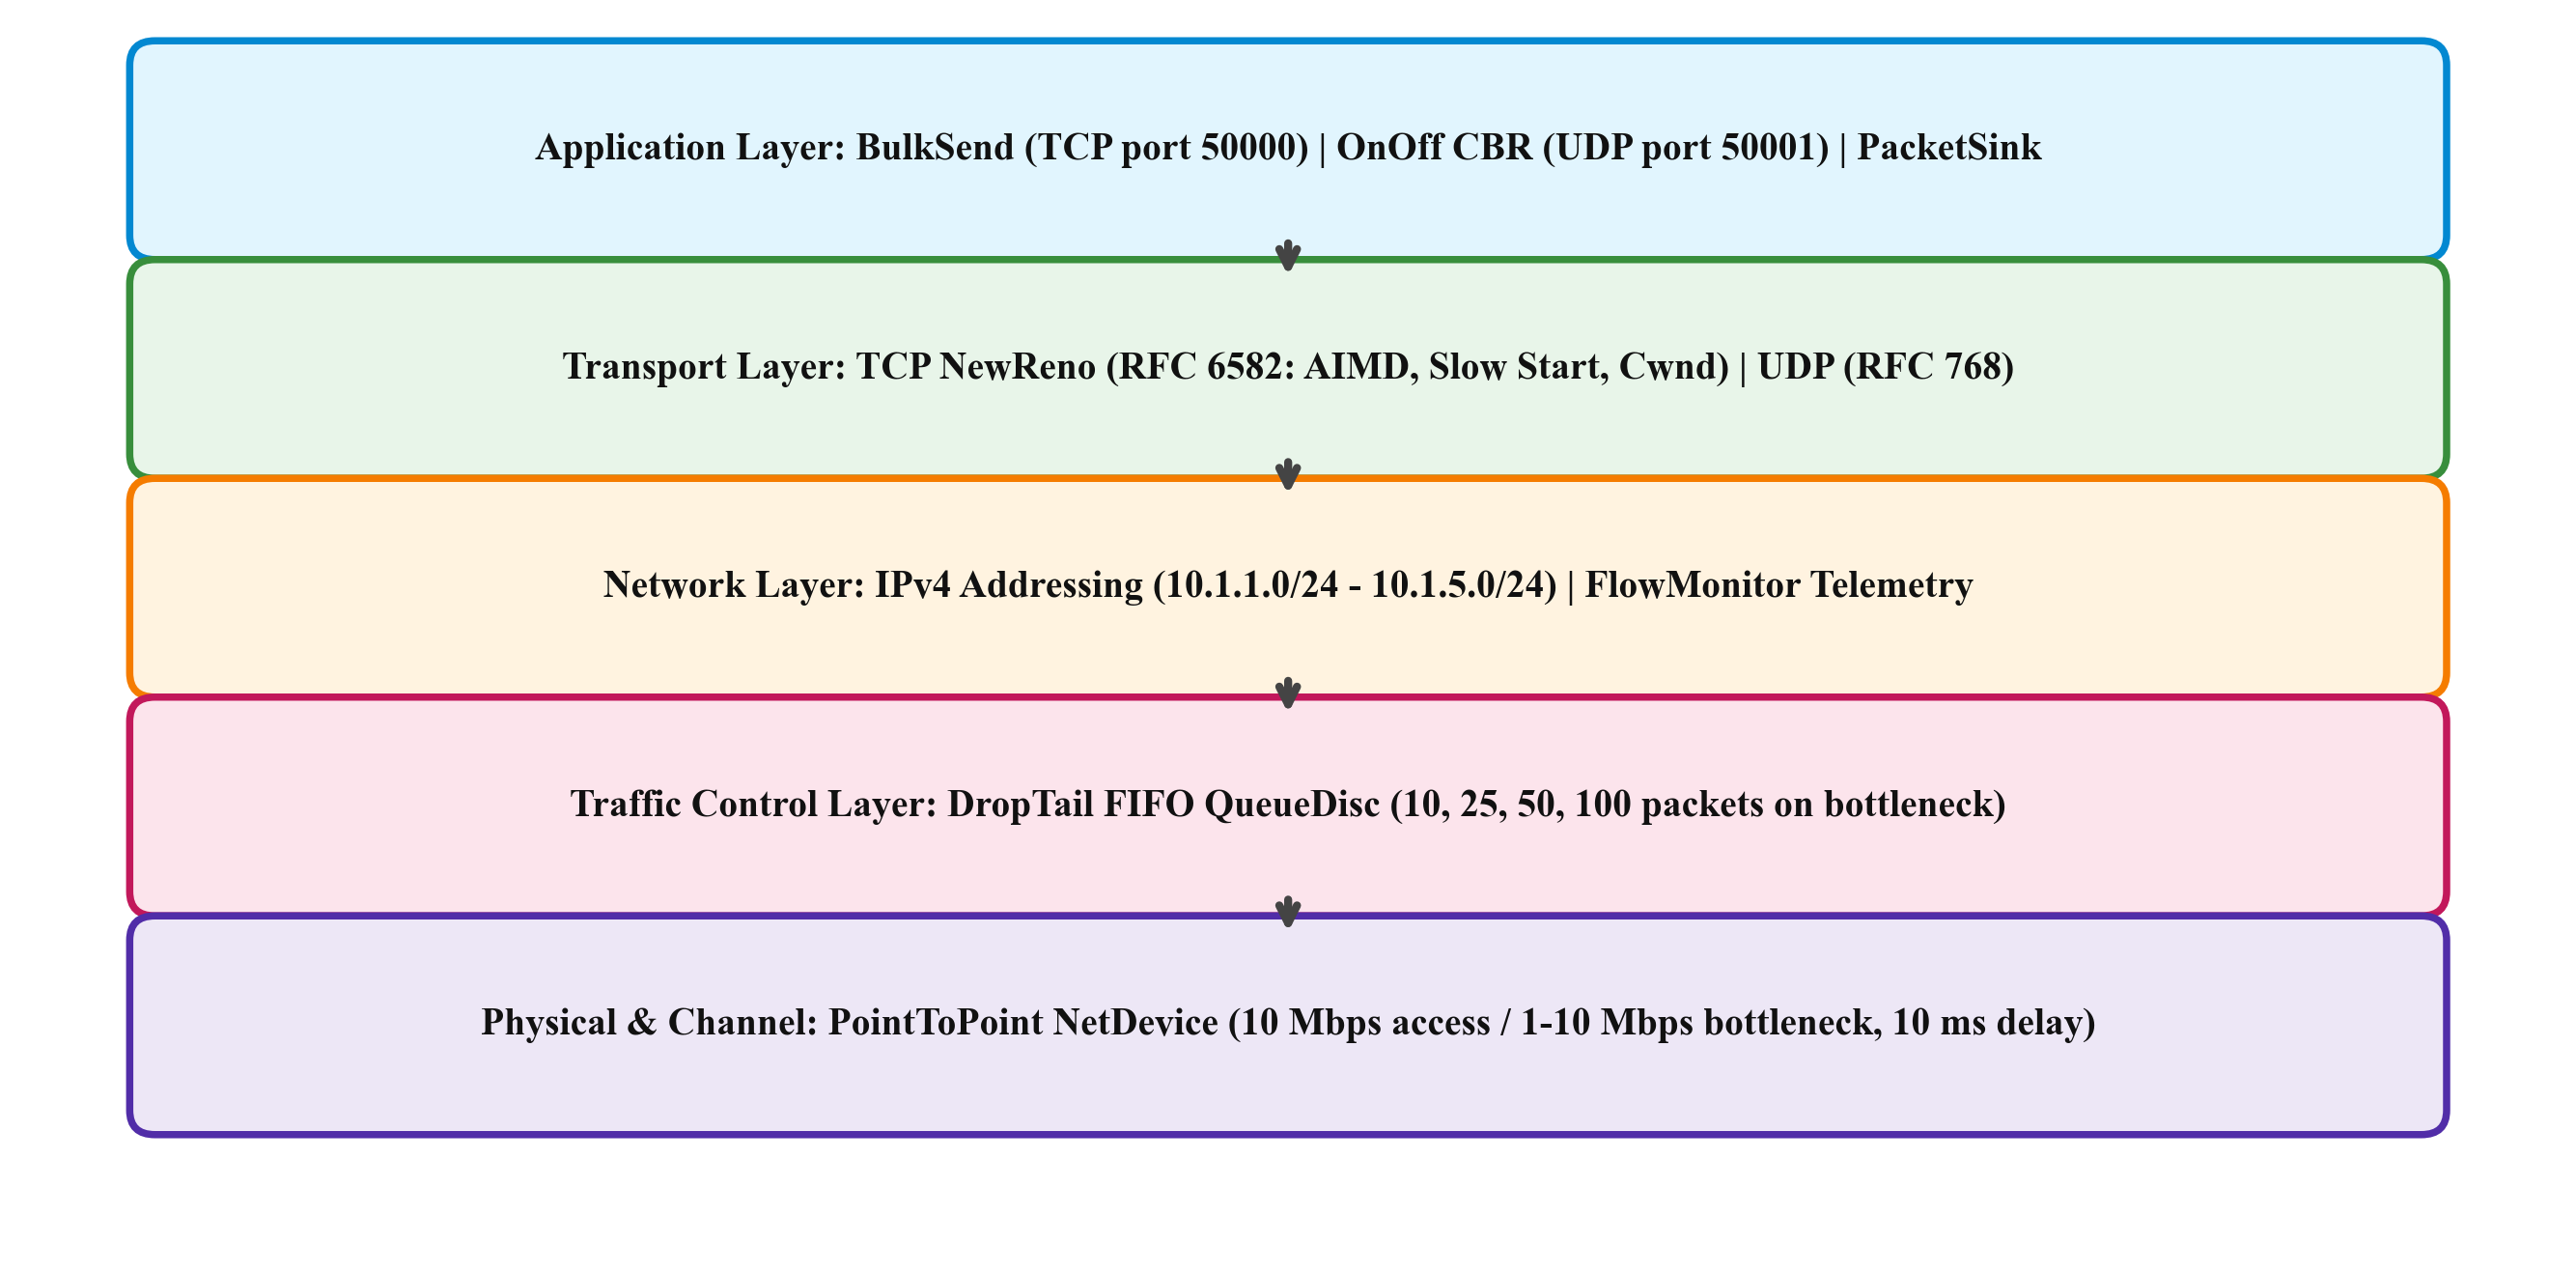 Application Layer: BulkSend (TCP port 50000) | OnOff CBR (UDP port 50001) | PacketSink
Transport Layer: TCP NewReno (RFC 6582: AIMD, Slow Start, Cwnd) | UDP (RFC 768)
Network Layer: IPv4 Addressing (10.1.1.0/24 - 10.1.5.0/24) | FlowMonitor Telemetry
Traffic Control Layer: DropTail FIFO QueueDisc (10, 25, 50, 100 packets on bottleneck)
Physical & Channel: PointToPoint NetDevice (10 Mbps access / 1-10 Mbps bottleneck, 10 ms delay)